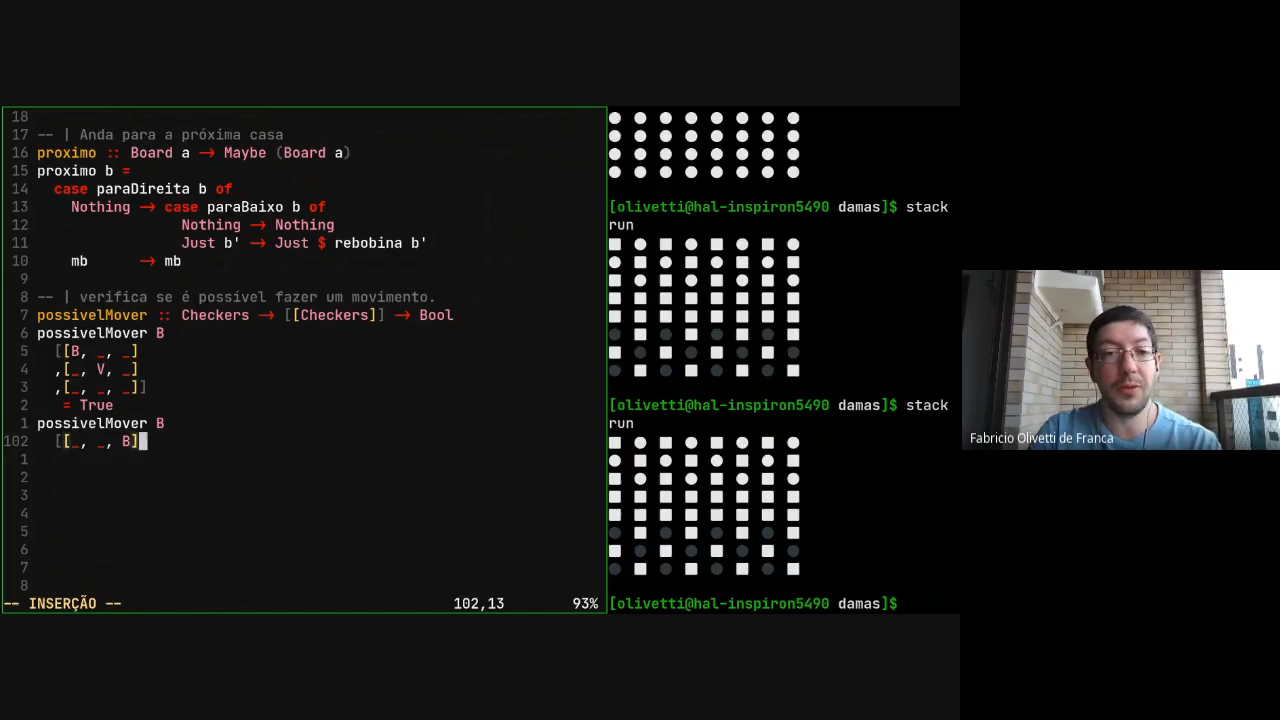 18
17 -- | Anda para a próxima casa
16 proximo :: Board a → Maybe (Board a)
15 proximo b =
14   case paraDireita b of
13     Nothing → case paraBaixo b of
12                  Nothing → Nothing
11                  Just b' → Just $ rebobina b'
10     mb      → mb
9
8 -- | verifica se é possivel fazer um movimento.
7 possivelMover :: Checkers → [[Checkers]] → Bool
6 possivelMover B
5   [[B, _, _]
4   ,[_, V, _]
3   ,[_, _, _]]
2    = True
1 possivelMover B
102   [[_, _, B]
1
2
3
4
5
6
7
8
-- INSERÇÃO --                    102,13        93%
[olivetti@hal-inspiron5490 damas]$ stack
run
[olivetti@hal-inspiron5490 damas]$ stack
run
[olivetti@hal-inspiron5490 damas]$
Fabricio Olivetti de Franca